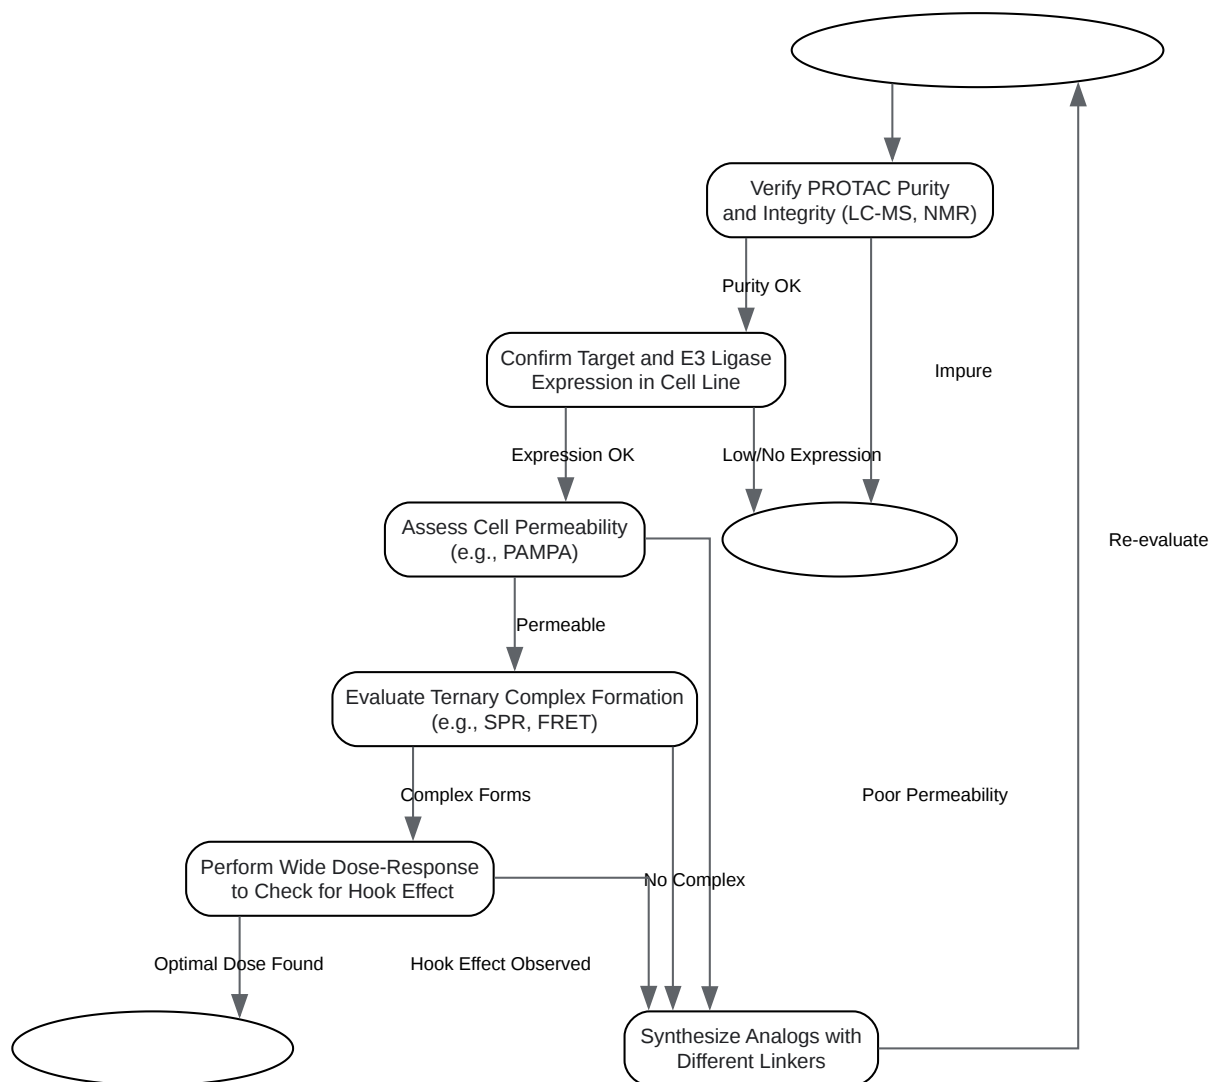 Verify PROTAC Purity
and Integrity (LC-MS, NMR)
Purity OK
Confirm Target and E3 Ligase
Expression in Cell Line
Impure
Expression OK
Low/No Expression
Assess Cell Permeability
(e.g., PAMPA)
Re-evaluate
Permeable
Evaluate Ternary Complex Formation
(e.g., SPR, FRET)
Complex Forms
Poor Permeability
Perform Wide Dose-Response
to Check for Hook Effect
No Complex
Optimal Dose Found
Hook Effect Observed
Synthesize Analogs with
Different Linkers